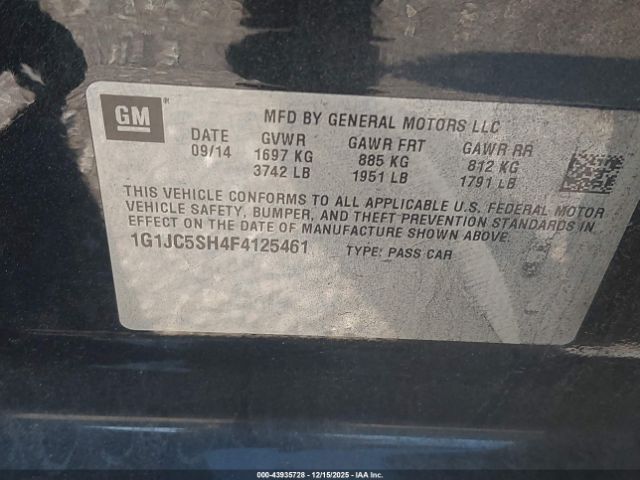 GM ®
MFD BY GENERAL MOTORS LLC
DATE GVWR GAWR FRT GAWR RR
09/14 1697 KG 885 KG 812 KG
3742 LB 1951 LB 1791 LB
THIS VEHICLE CONFORMS TO ALL APPLICABLE U.S. FEDERAL MOTOR
VEHICLE SAFETY, BUMPER, AND THEFT PREVENTION STANDARDS IN
EFFECT ON THE DATE OF MANUFACTURE SHOWN ABOVE.
1G1JC5SH4F4125461 TYPE: PASS CAR
000-43935728 - 12/15/2025 - IAA Inc.